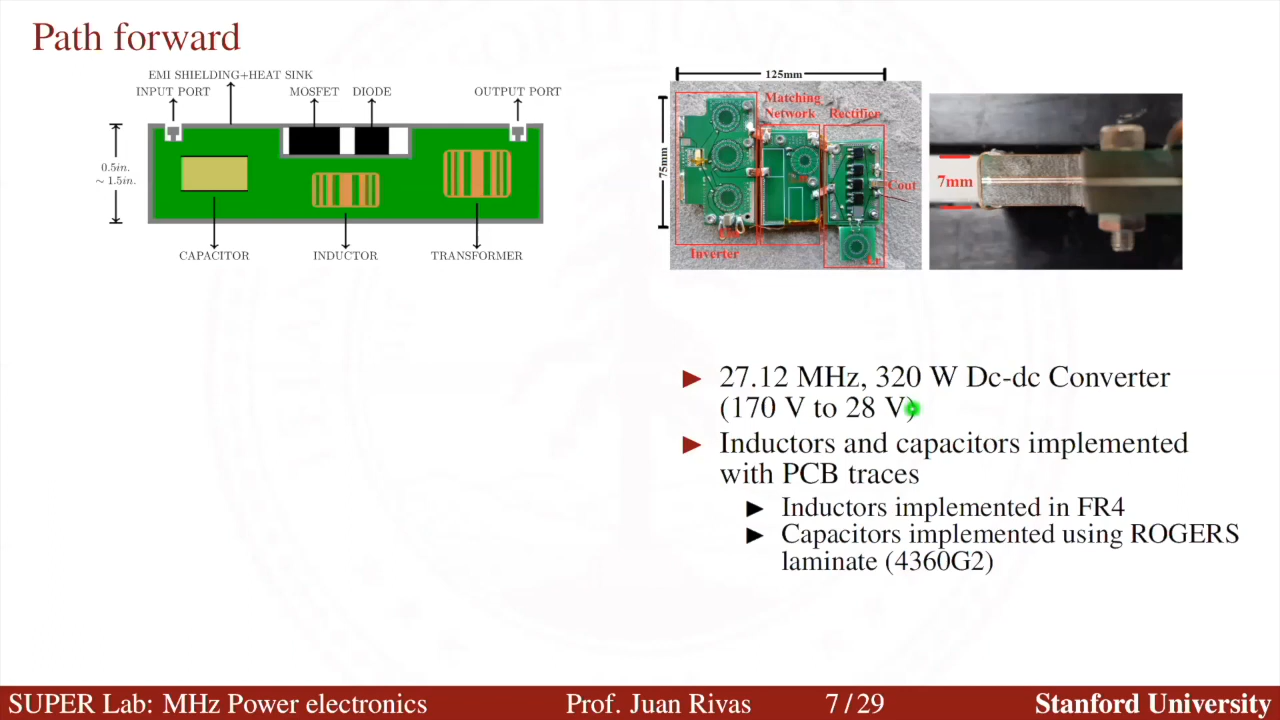 Path forward
EMI SHIELDING+HEAT SINK
INPUT PORT
MOSFET
DIODE
OUTPUT PORT
0.5in.
~ 1.5in.
CAPACITOR
INDUCTOR
TRANSFORMER
125mm
75mm
Matching
Network
Rectifier
Cout
Inverter
7mm
► 27.12 MHz, 320 W Dc-dc Converter
(170 V to 28 V)
► Inductors and capacitors implemented
with PCB traces
► Inductors implemented in FR4
► Capacitors implemented using ROGERS
laminate (4360G2)
SUPER Lab: MHz Power electronics
Prof. Juan Rivas
7 / 29
Stanford University